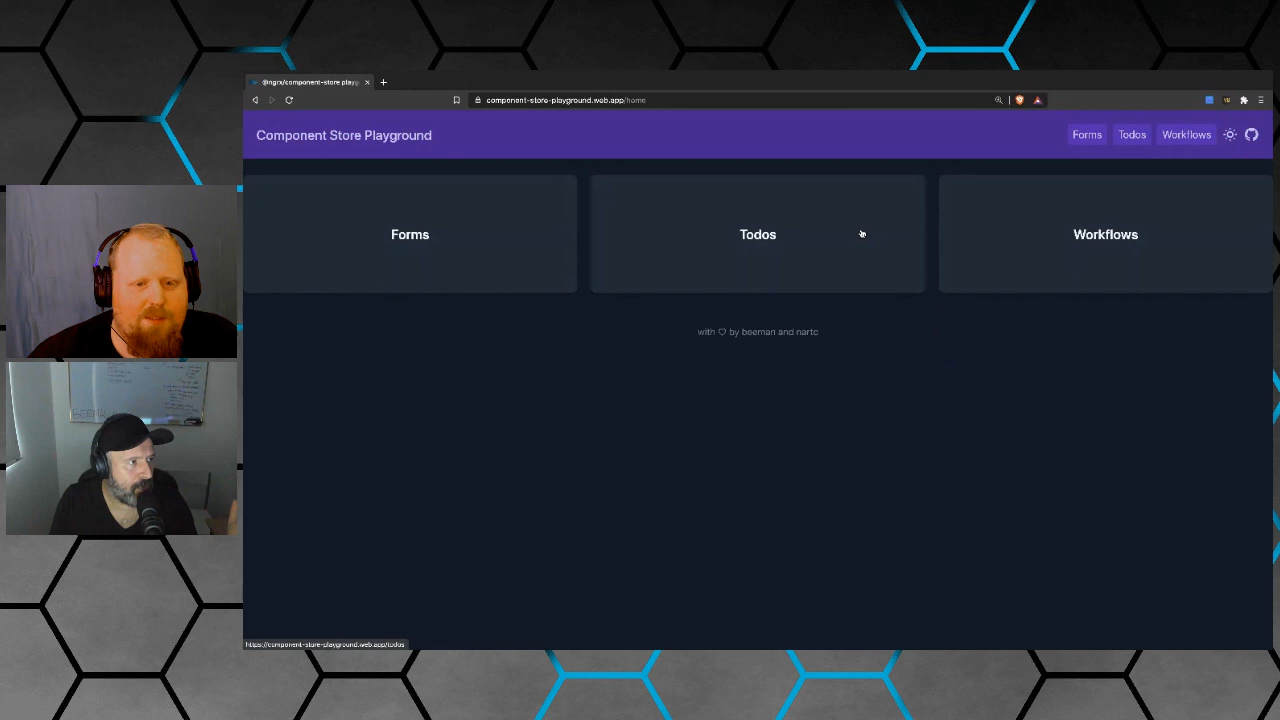 @ngrx/component-store playg
component-store-playground.web.app/home
Component Store Playground
Forms
Todos
Workflows
Forms
Todos
Workflows
with ♡ by beeman and nartc
https://component-store-playground.web.app/todos